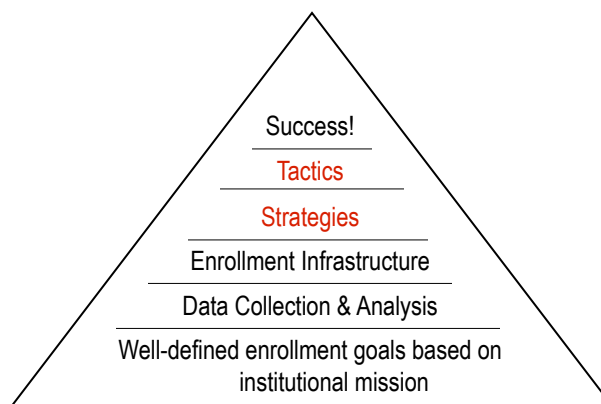 Success!
Tactics
Strategies
Enrollment Infrastructure
Data Collection & Analysis
Well-defined enrollment goals based on
institutional mission